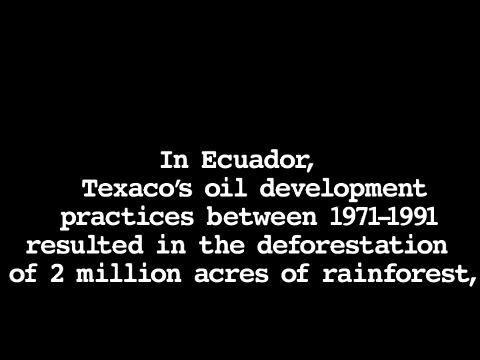 In Ecuador,
Texaco's oil development
practices between 1971-1991
resulted in the deforestation
of 2 million acres of rainforest,